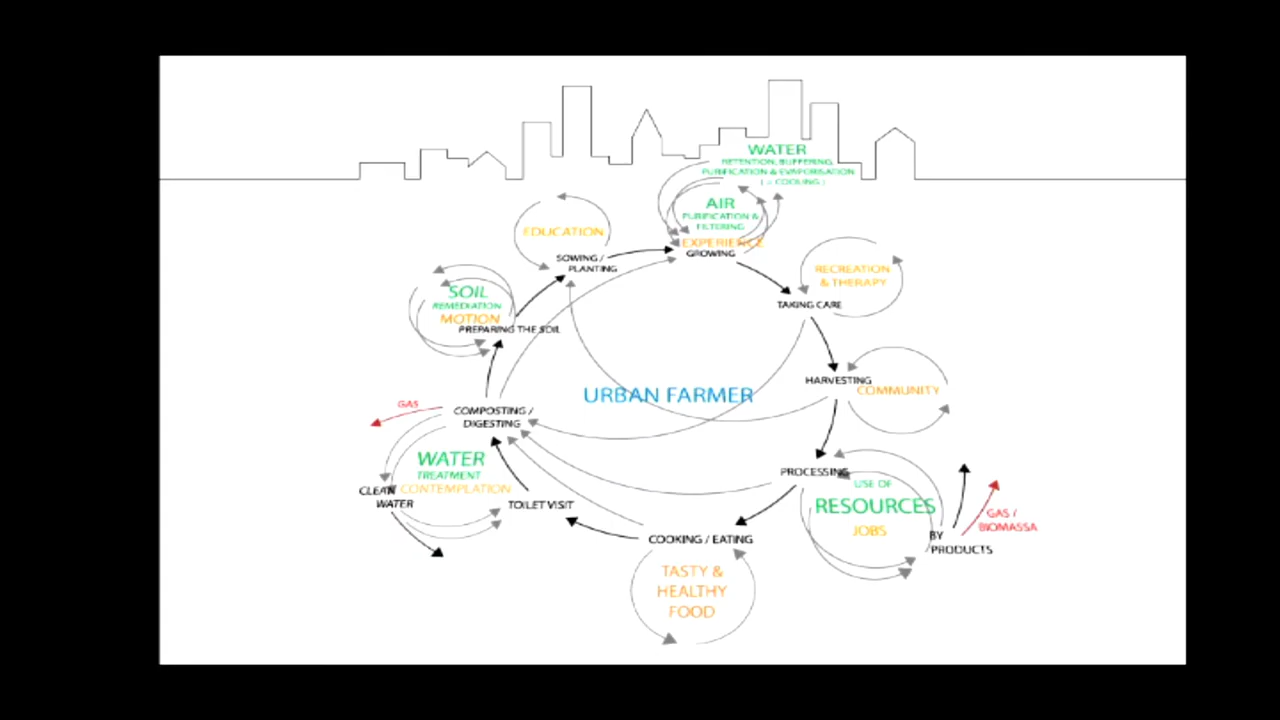 WATER
RETENTION, BUFFERING,
PURIFICATION & EVAPORISATION
( = COOLING )
AIR
PURIFICATION &
FILTERING
EXPERIENCE
GROWING
EDUCATION
SOWING /
PLANTING
RECREATION
& THERAPY
TAKING CARE
SOIL
REMEDIATION
MOTION
PREPARING THE SOIL
HARVESTING
COMMUNITY
URBAN FARMER
GAS
COMPOSTING /
DIGESTING
WATER
TREATMENT
CONTEMPLATION
CLEAN
WATER
TOILET VISIT
PROCESSING
USE OF
RESOURCES
JOBS
GAS /
BIOMASSA
BY
PRODUCTS
COOKING / EATING
TASTY &
HEALTHY
FOOD